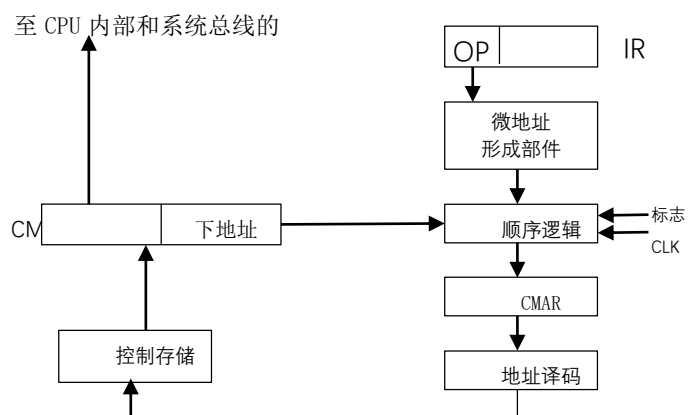 至 CPU 内部和系统总线的
OP
IR
微地址
形成部件
CM
下地址
顺序逻辑
标志
CLK
CMAR
控制存储
地址译码